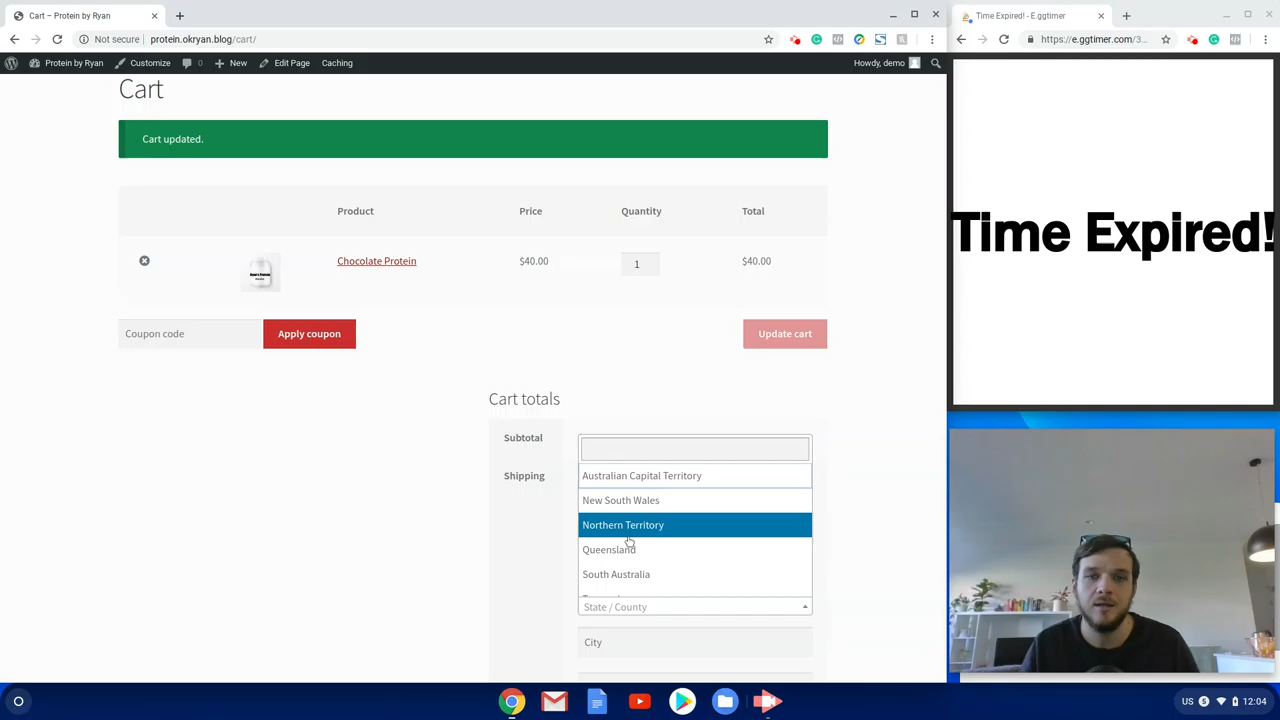 Cart – Protein by Ryan
Time Expired! - E.ggtimer
Not secure
protein.okryan.blog/cart/
https://e.ggtimer.com/3...
Protein by Ryan
Customize
0
New
Edit Page
Caching
Howdy, demo
Cart
Cart updated.
Product
Price
Quantity
Total
Chocolate Protein
$40.00
1
$40.00
Coupon code
Apply coupon
Update cart
Cart totals
Subtotal
Shipping
Australian Capital Territory
New South Wales
Northern Territory
Queensland
South Australia
State / County
City
Time Expired!
US
5
12:04